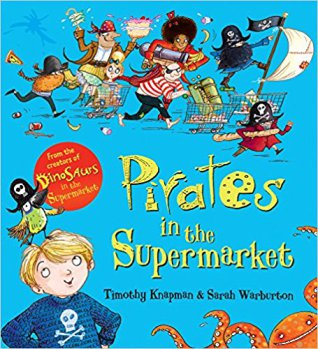 From the
creators of
DINOSAURS
in the
Supermarket
Pirates
in the
Supermarket
Timothy Knapman & Sarah Warburton